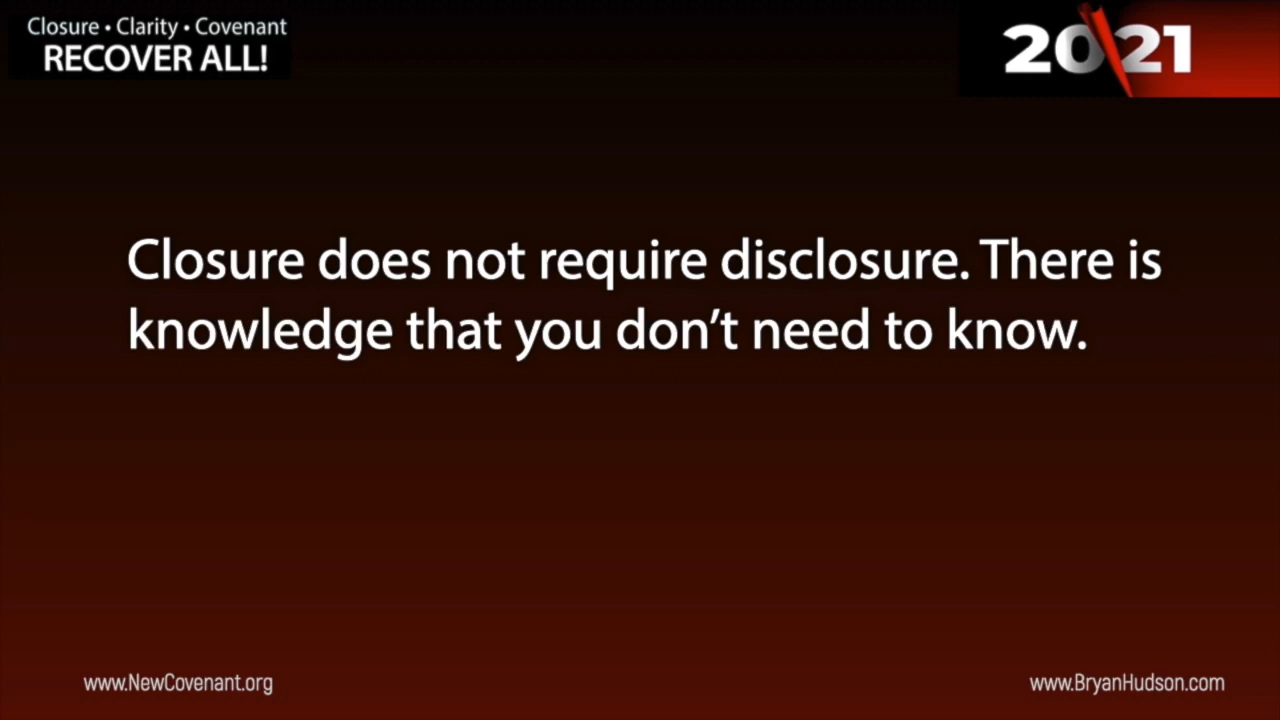 Closure • Clarity • Covenant
RECOVER ALL!
2021
Closure does not require disclosure. There is
knowledge that you don’t need to know.
www.NewCovenant.org
www.BryanHudson.com